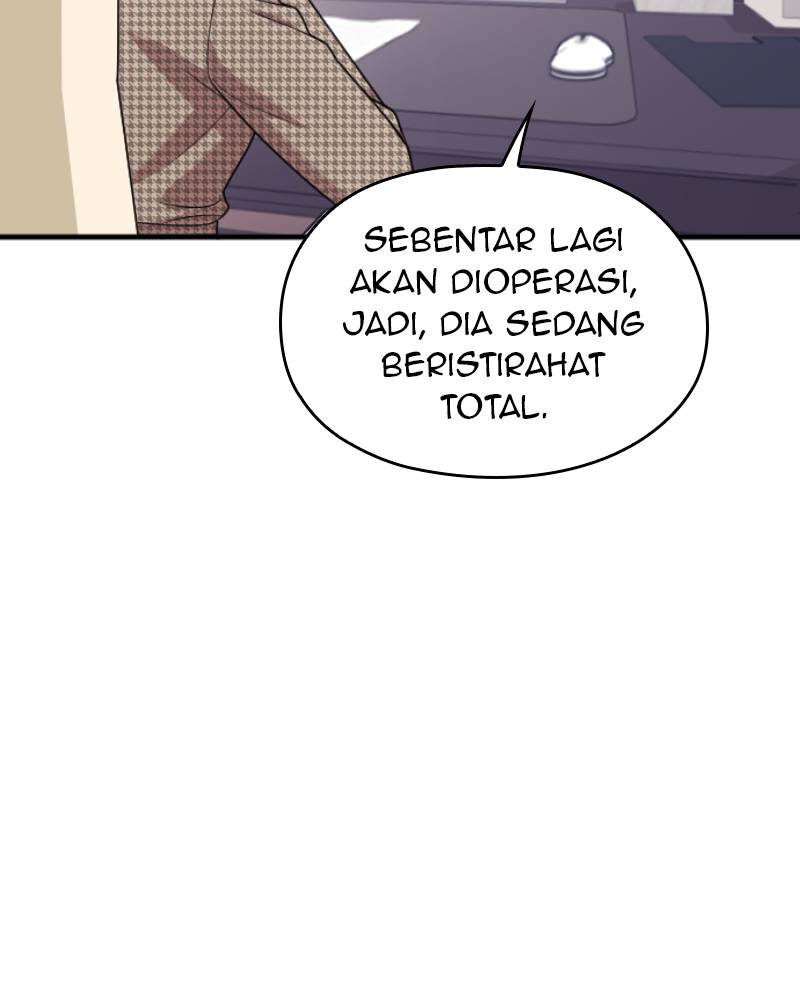 SEBENTAR LAGI
AKAN DIOPERASI,
JADI, DIA SEDANG
BERISTIRAHAT
TOTAL.